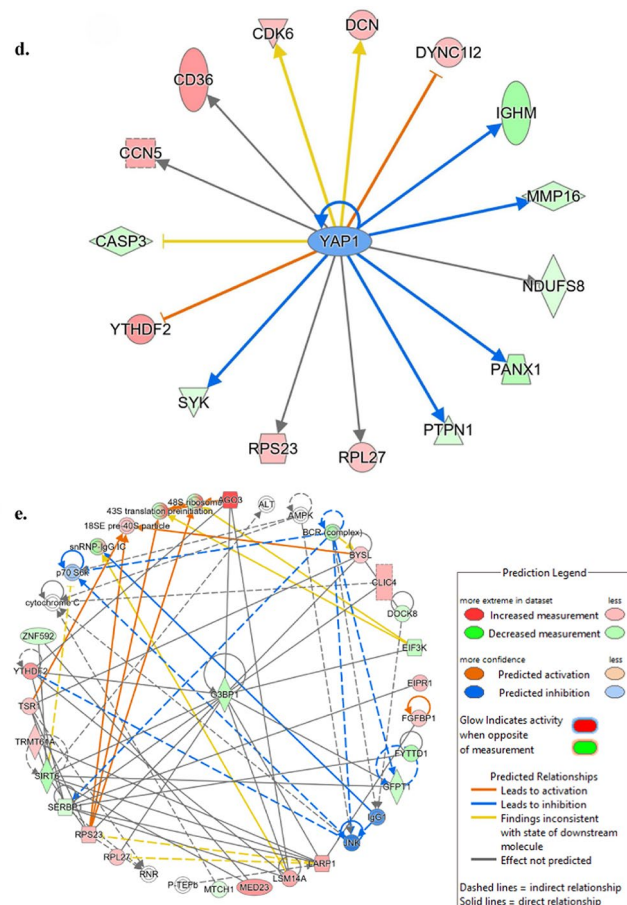 d.
CDK6
DCN
DYNC1I2
CD36
IGHM
CCN5
MMP16
YAP1
CASP3
NDUFS8
YTHDF2
PANX1
SYK
PTPN1
RPS23
RPL27
e.
48S ribosome
AGO3
ALT
43S translation preinitiation
AMPK
18SE pre-40S particle
BCR (complex)
snRNP-IgG IC
BYSL
p70 S6k
CLIC4
cytochrome C
DOCK8
ZNF592
EIF3K
YTHDF2
G3BP1
EIPR1
TSR1
FGFBP1
TRMT61A
FYTTD1
SIRT6
GFPT1
SERBP1
IgG1
RPS23
JNK
RPL27
LARP1
RNR
LSM14A
P-TEFb
MTCH1
MED23
Prediction Legend
more extreme in dataset less
Increased measurement
Decreased measurement
more confidence less
Predicted activation
Predicted inhibition
Glow Indicates activity
when opposite
of measurement
Predicted Relationships
Leads to activation
Leads to inhibition
Findings inconsistent
with state of downstream
molecule
Effect not predicted
Dashed lines = indirect relationship
Solid lines = direct relationship